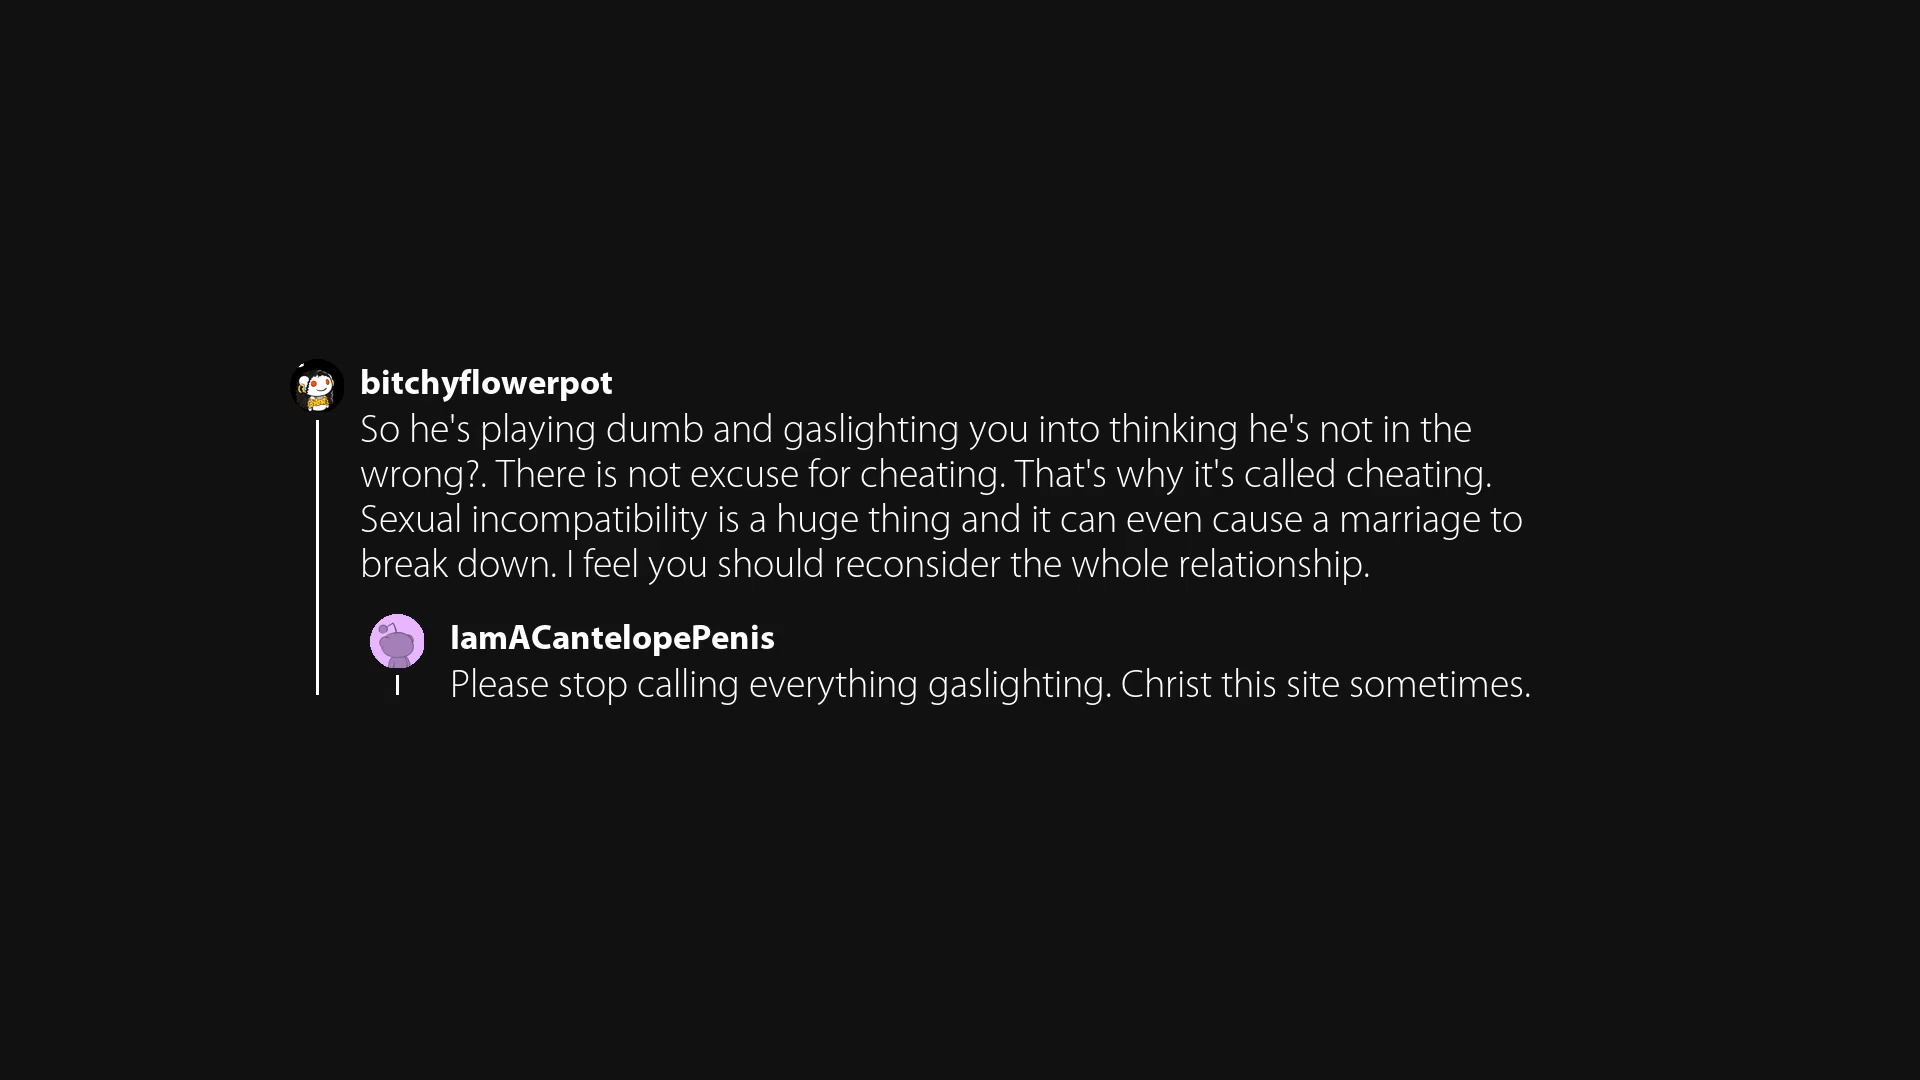 bitchyflowerpot
So he's playing dumb and gaslighting you into thinking he's not in the
wrong?. There is not excuse for cheating. That's why it's called cheating.
Sexual incompatibility is a huge thing and it can even cause a marriage to
break down. I feel you should reconsider the whole relationship.
IamACantelopePenis
Please stop calling everything gaslighting. Christ this site sometimes.